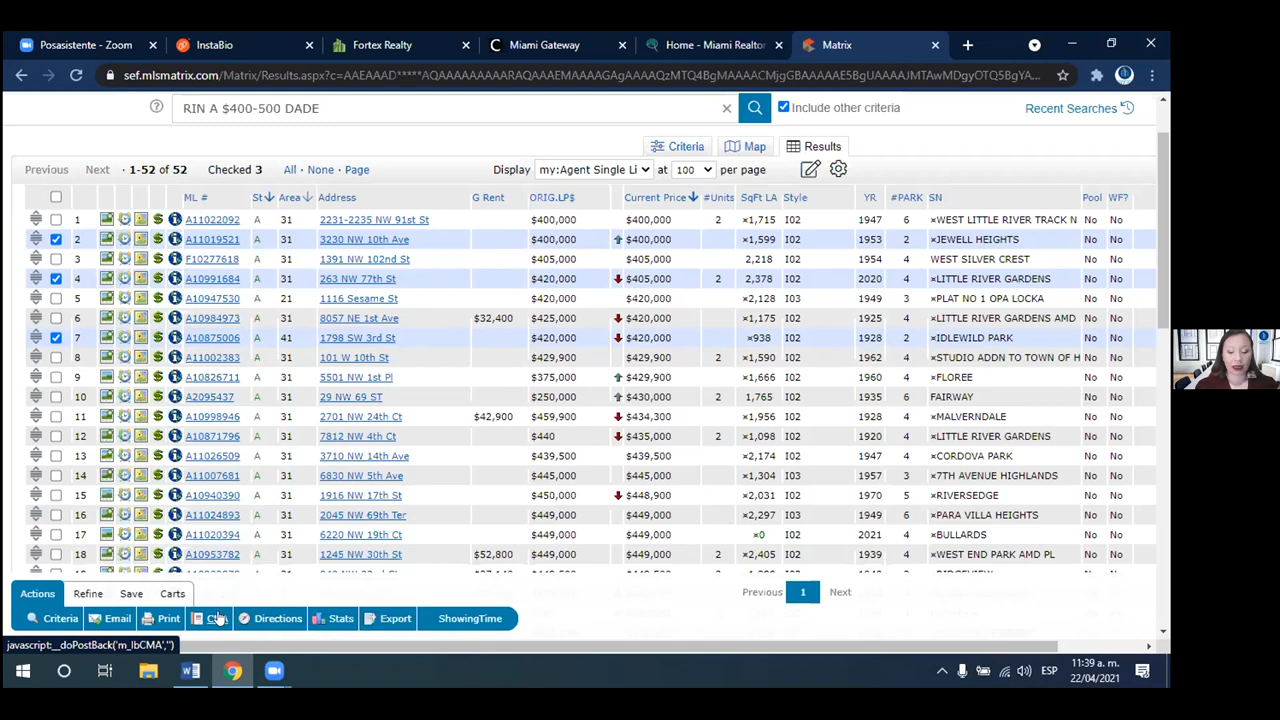 Posasistente - Zoom InstaBio Fortex Realty Miami Gateway Home - Miami Realtor Matrix
sef.mlsmatrix.com/Matrix/Results.aspx?c=AAEAAAD*****AQAAAAAAAAARAQAAAEMAAAAGAgAAAAQzMTQ4BgMAAAACMjgGBAAAAAE5BgUAAAAJMTAwMDgyOTQ5BgYA...
RIN A $400-500 DADE Include other criteria Recent Searches
Criteria Map Results
Previous Next · 1-52 of 52 Checked 3 All · None · Page Display my:Agent Single Li at 100 per page
ML # St Area Address G Rent ORIG.LP$ Current Price #Units SqFt LA Style YR #PARK SN Pool WF?
1 A11022092 A 31 2231-2235 NW 91st St $400,000 $400,000 2 ×1,715 I02 1947 6 ×WEST LITTLE RIVER TRACK N No No
2 A11019521 A 31 3230 NW 10th Ave $400,000 $400,000 ×1,599 I02 1953 2 ×JEWELL HEIGHTS No No
3 F10277618 A 31 1391 NW 102nd St $405,000 $405,000 2,218 I02 1954 4 WEST SILVER CREST No No
4 A10991684 A 31 263 NW 77th St $420,000 $405,000 2 2,378 I02 2020 4 ×LITTLE RIVER GARDENS No No
5 A10947530 A 21 1116 Sesame St $420,000 $420,000 ×2,128 I03 1949 3 ×PLAT NO 1 OPA LOCKA No No
6 A10984973 A 31 8057 NE 1st Ave $32,400 $425,000 $420,000 ×1,175 I02 1925 4 ×LITTLE RIVER GARDENS AMD No No
7 A10875006 A 41 1798 SW 3rd St $420,000 $420,000 ×938 I02 1928 2 ×IDLEWILD PARK No No
8 A11002383 A 31 101 W 10th St $429,900 $429,900 2 ×1,590 I02 1962 4 ×STUDIO ADDN TO TOWN OF H No No
9 A10826711 A 31 5501 NW 1st Pl $375,000 $429,900 ×1,666 I02 1960 4 ×FLOREE No No
10 A2095437 A 31 29 NW 69 ST $250,000 $430,000 2 1,765 I02 1935 6 FAIRWAY No No
11 A10998946 A 31 2701 NW 24th Ct $42,900 $459,900 $434,300 ×1,956 I02 1941 4 ×MALVERNDALE No No
12 A10871796 A 31 7812 NW 4th Ct $440 $435,000 2 ×1,098 I02 1920 4 ×LITTLE RIVER GARDENS No No
13 A11026509 A 31 3710 NW 14th Ave $439,500 $439,500 ×2,174 I02 1947 4 ×CORDOVA PARK No No
14 A11007681 A 31 6830 NW 5th Ave $449,000 $439,500 ×1,304 I02 1957 3 ×7TH AVENUE HIGHLANDS No No
15 A10940390 A 31 1916 NW 17th St $450,000 $448,900 ×2,031 I02 1970 5 ×RIVERSEDGE No No
16 A11024893 A 31 2045 NW 69th Ter $449,000 $449,000 ×2,297 I02 1949 6 ×PARA VILLA HEIGHTS No No
17 A11020394 A 31 6220 NW 19th Ct $449,000 $449,000 ×0 I02 2021 4 ×BULLARDS No No
18 A10953782 A 31 1245 NW 30th St $52,800 $449,000 $449,000 2 ×2,405 I02 1939 4 ×WEST END PARK AMD PL No No
Actions Refine Save Carts Previous 1 Next
Criteria Email Print Directions Stats Export ShowingTime
javascript:__doPostBack('m_lbCMA','')
ESP 11:39 a. m.
22/04/2021